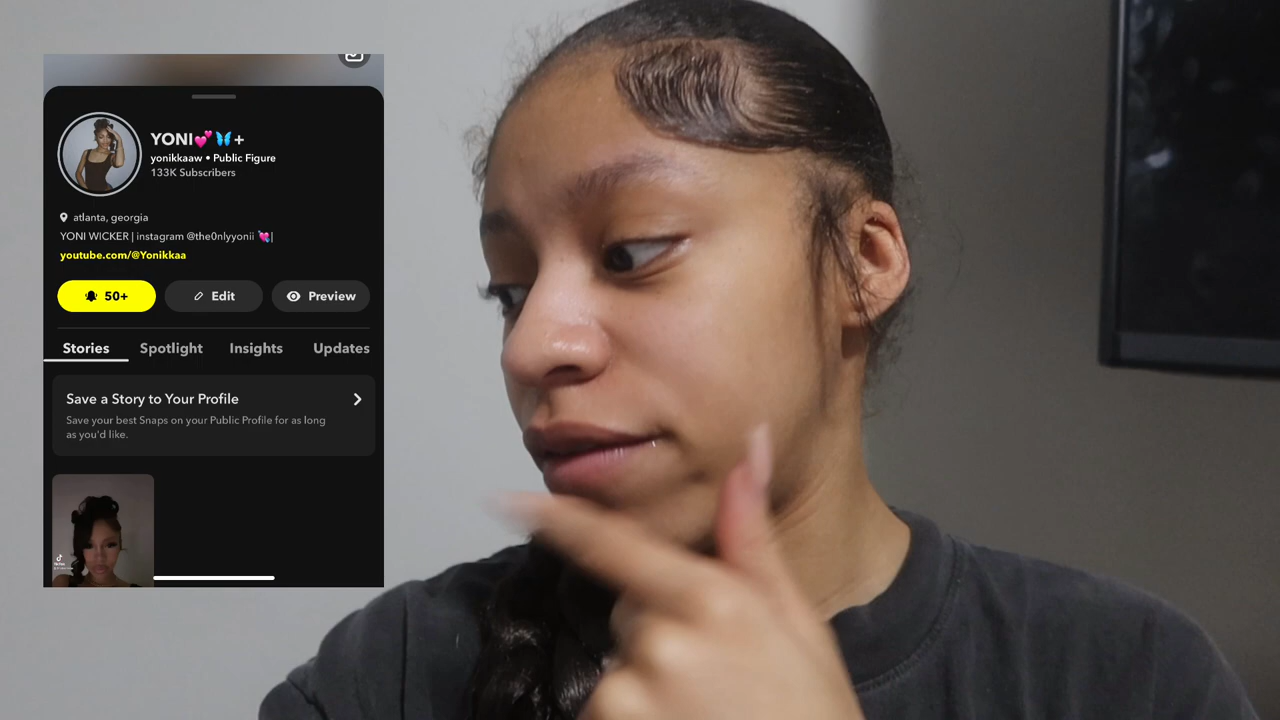 YONI💕🦋+
yonikkaaw • Public Figure
133K Subscribers
atlanta, georgia
YONI WICKER | instagram @the0nlyyonii 💘|
youtube.com/@Yonikkaa
50+ Edit Preview
Stories Spotlight Insights Updates
Save a Story to Your Profile
Save your best Snaps on your Public Profile for as long
as you'd like.